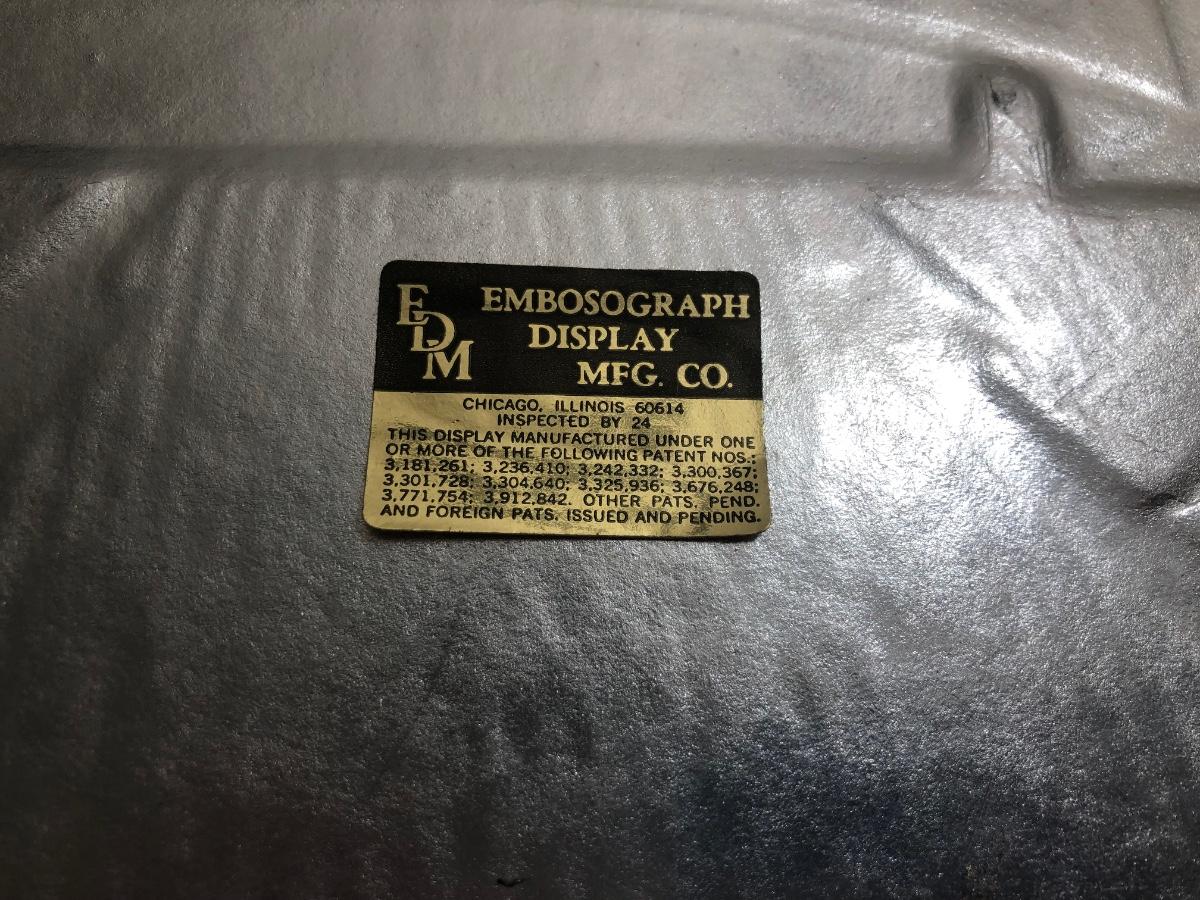 EDM
EMBOSOGRAPH
DISPLAY
MFG. CO.
CHICAGO, ILLINOIS 60614
INSPECTED BY 24
THIS DISPLAY MANUFACTURED UNDER ONE
OR MORE OF THE FOLLOWING PATENT NOS.:
3,181,261; 3,236,410; 3,242,332; 3,300,367;
3,301,728; 3,304,640; 3,325,936; 3,676,248;
3,771,754; 3,912,842. OTHER PATS. PEND.
AND FOREIGN PATS. ISSUED AND PENDING.